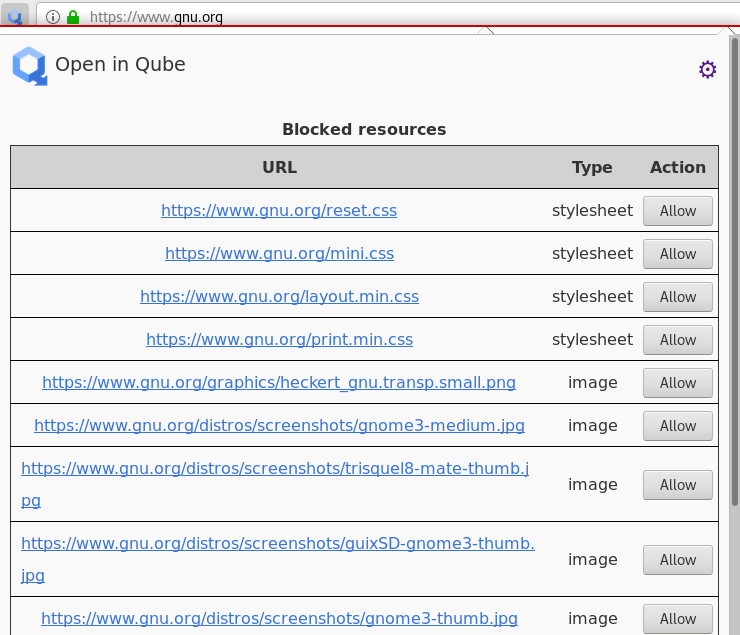 https://www.gnu.org
Open in Qube
Blocked resources
URL Type Action
https://www.gnu.org/reset.css stylesheet Allow
https://www.gnu.org/mini.css stylesheet Allow
https://www.gnu.org/layout.min.css stylesheet Allow
https://www.gnu.org/print.min.css stylesheet Allow
https://www.gnu.org/graphics/heckert_gnu.transp.small.png image Allow
https://www.gnu.org/distros/screenshots/gnome3-medium.jpg image Allow
https://www.gnu.org/distros/screenshots/trisquel8-mate-thumb.j
pg image Allow
https://www.gnu.org/distros/screenshots/guixSD-gnome3-thumb.
jpg image Allow
https://www.gnu.org/distros/screenshots/gnome3-thumb.jpg image Allow